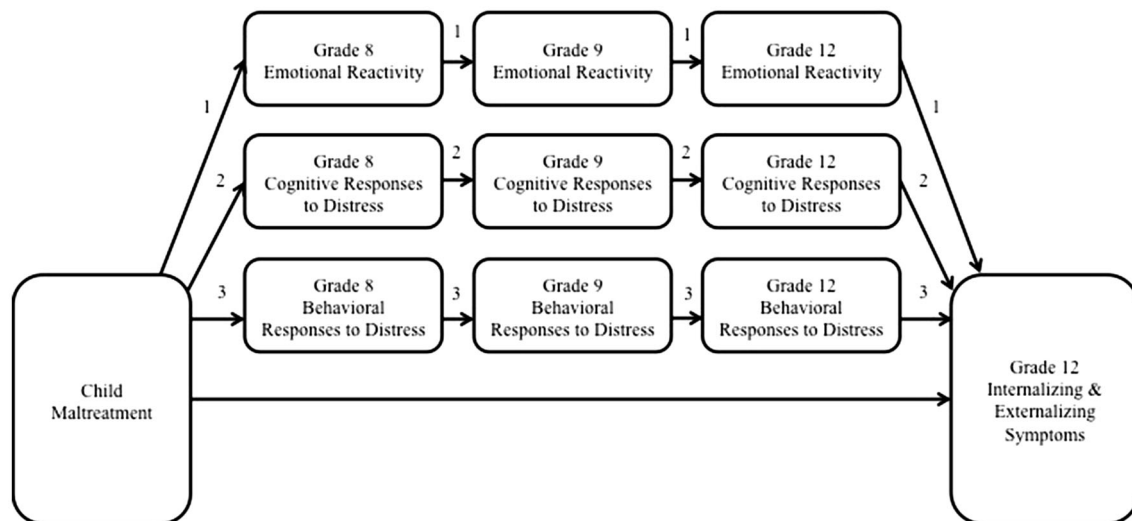 1
1
Grade 8
Emotional Reactivity
Grade 9
Emotional Reactivity
Grade 12
Emotional Reactivity
1
1
2
2
Grade 8
Cognitive Responses
to Distress
Grade 9
Cognitive Responses
to Distress
Grade 12
Cognitive Responses
to Distress
2
2
3
3
3
3
Grade 8
Behavioral
Responses to Distress
Grade 9
Behavioral
Responses to Distress
Grade 12
Behavioral
Responses to Distress
Child
Maltreatment
Grade 12
Internalizing &
Externalizing
Symptoms